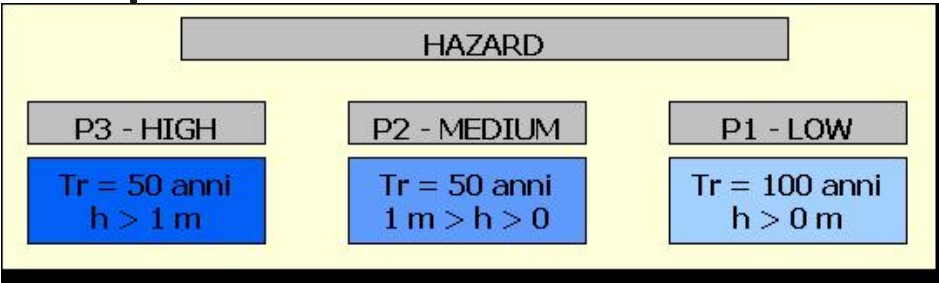 HAZARD
P3 - HIGH
P2 - MEDIUM
P1 - LOW
Tr = 50 anni
h > 1 m
Tr = 50 anni
1 m > h > 0
Tr = 100 anni
h > 0 m